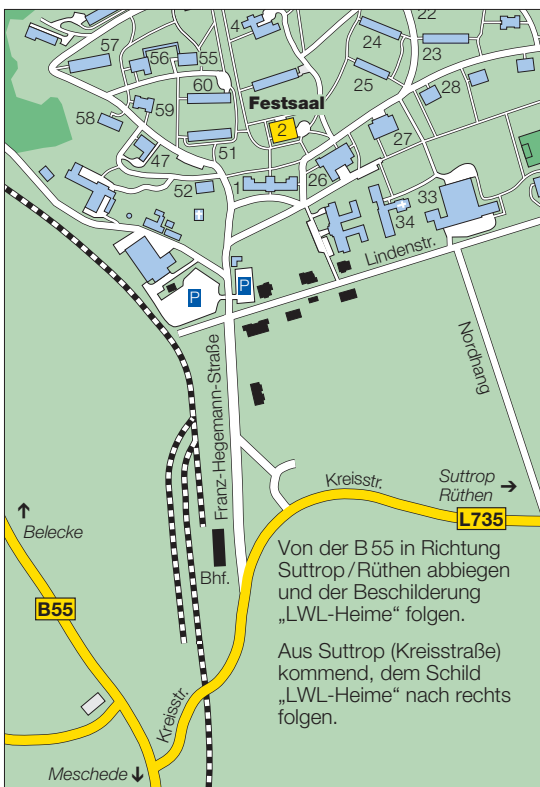 22
4
57
24
23
56
55
25
60
28
Festsaal
59
2
58
27
51
47
26
33
52
1
34
Lindenstr.
P
P
Nordhang
Franz-Hegemann-Straße
Kreisstr.
Suttrop
Rüthen →
↑
Belecke
L735
Von der B 55 in Richtung
Suttrop / Rüthen abbiegen
und der Beschilderung
„LWL-Heime“ folgen.
Bhf.
B55
Aus Suttrop (Kreisstraße)
kommend, dem Schild
„LWL-Heime“ nach rechts
folgen.
Kreisstr.
Meschede ↓